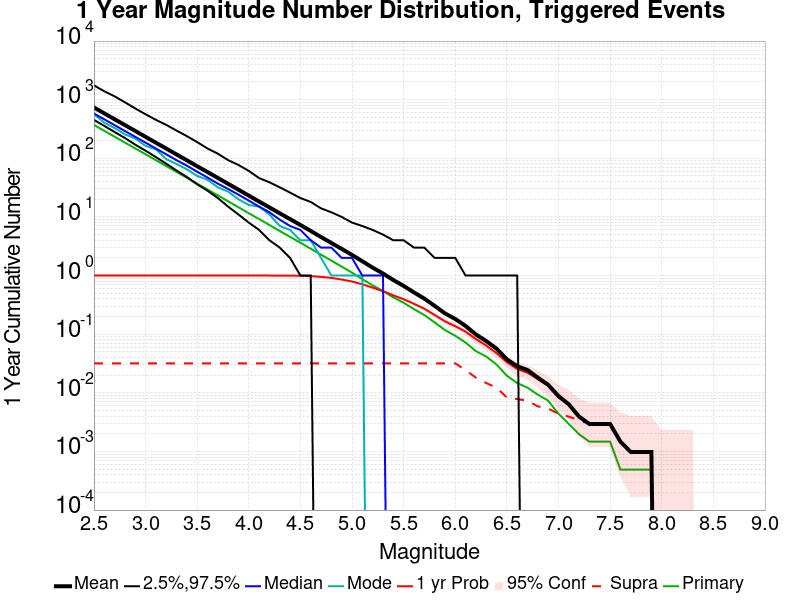 1 Year Magnitude Number Distribution, Triggered Events
1 Year Cumulative Number
10^4
10^3
10^2
10^1
10^0
10^-1
10^-2
10^-3
10^-4
2.5 3.0 3.5 4.0 4.5 5.0 5.5 6.0 6.5 7.0 7.5 8.0 8.5 9.0
Magnitude
Mean 2.5%,97.5% Median Mode 1 yr Prob 95% Conf Supra Primary